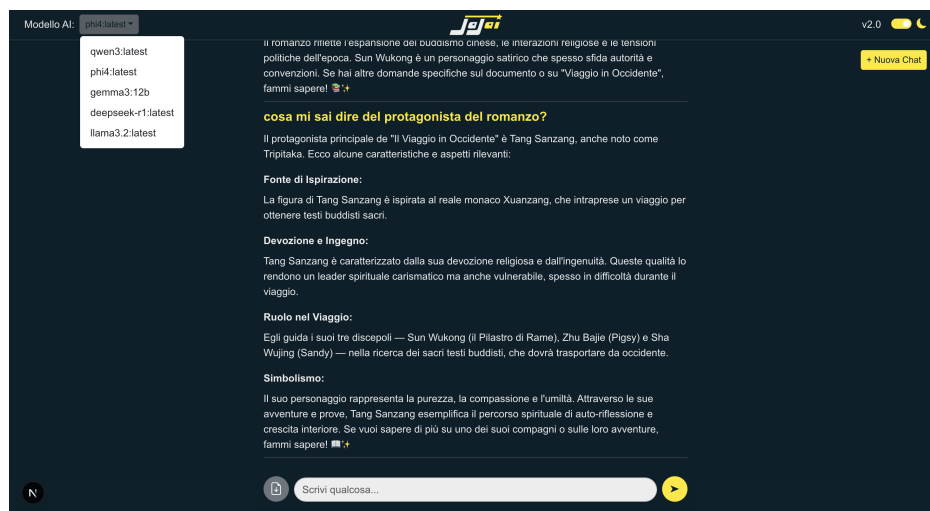 Modello AI: phi4:latest
JaJai
v2.0
qwen3:latest
phi4:latest
gemma3:12b
deepseek-r1:latest
llama3.2:latest
+ Nuova Chat
Il romanzo riflette l'espansione del buddismo cinese, le interazioni religiose e le tensioni
politiche dell'epoca. Sun Wukong è un personaggio satirico che spesso sfida autorità e
convenzioni. Se hai altre domande specifiche sul documento o su "Viaggio in Occidente",
fammi sapere! 📚✨
cosa mi sai dire del protagonista del romanzo?
Il protagonista principale de "Il Viaggio in Occidente" è Tang Sanzang, anche noto come
Tripitaka. Ecco alcune caratteristiche e aspetti rilevanti:
Fonte di Ispirazione:
La figura di Tang Sanzang è ispirata al reale monaco Xuanzang, che intraprese un viaggio per
ottenere testi buddisti sacri.
Devozione e Ingegno:
Tang Sanzang è caratterizzato dalla sua devozione religiosa e dall'ingenuità. Queste qualità lo
rendono un leader spirituale carismatico ma anche vulnerabile, spesso in difficoltà durante il
viaggio.
Ruolo nel Viaggio:
Egli guida i suoi tre discepoli — Sun Wukong (il Pilastro di Rame), Zhu Bajie (Pigsy) e Sha
Wujing (Sandy) — nella ricerca dei sacri testi buddisti, che dovrà trasportare da occidente.
Simbolismo:
Il suo personaggio rappresenta la purezza, la compassione e l'umiltà. Attraverso le sue
avventure e prove, Tang Sanzang esemplifica il percorso spirituale di auto-riflessione e
crescita interiore. Se vuoi sapere di più su uno dei suoi compagni o sulle loro avventure,
fammi sapere! 📖✨
Scrivi qualcosa...
N